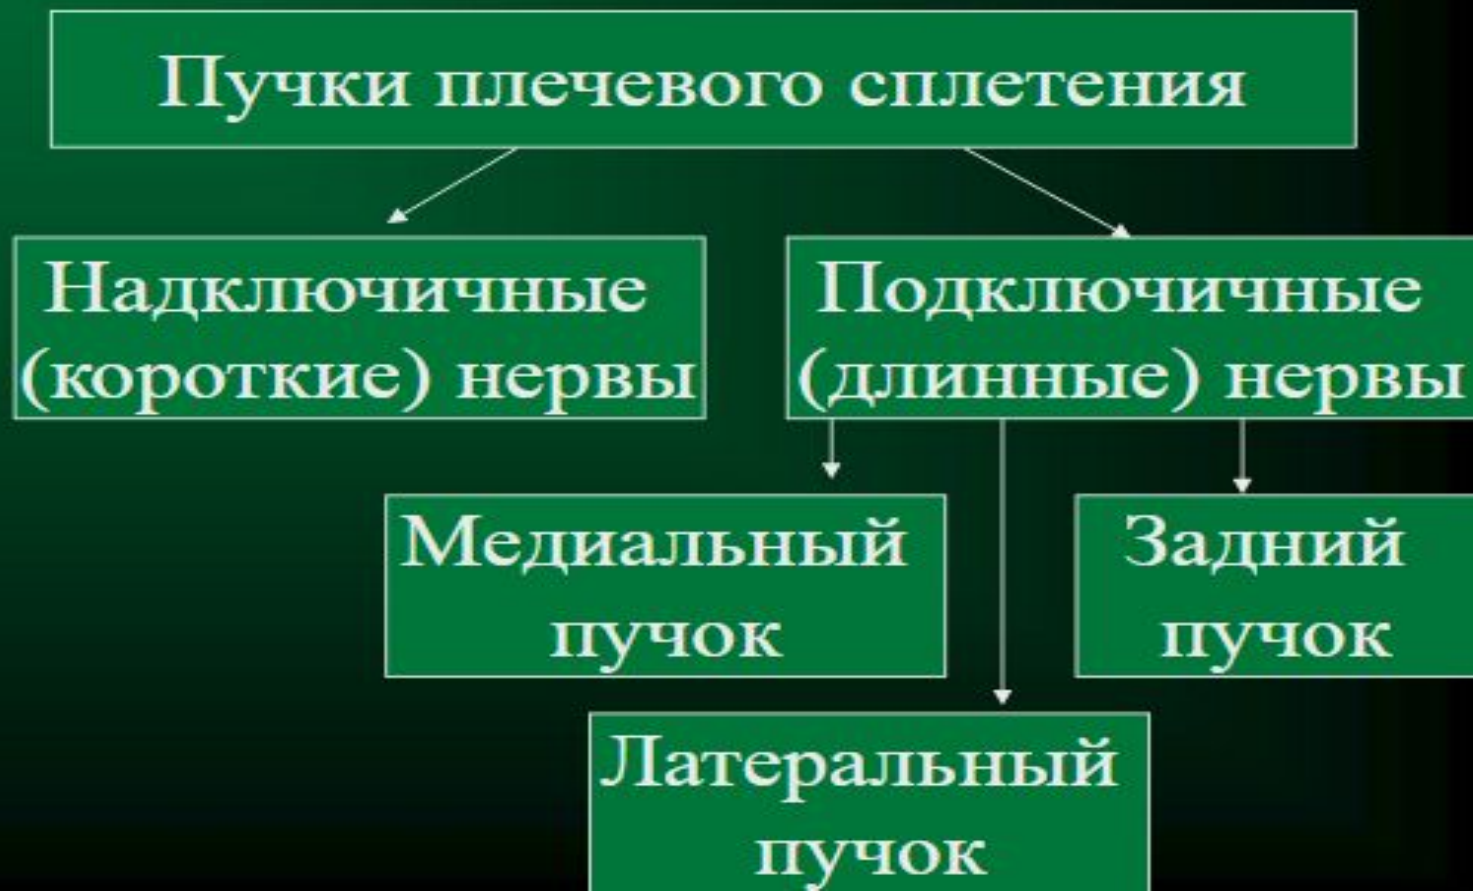 Пучки плечевого сплетения
Надключичные
(короткие) нервы
Подключичные
(длинные) нервы
Медиальный
пучок
Задний
пучок
Латеральный
пучок